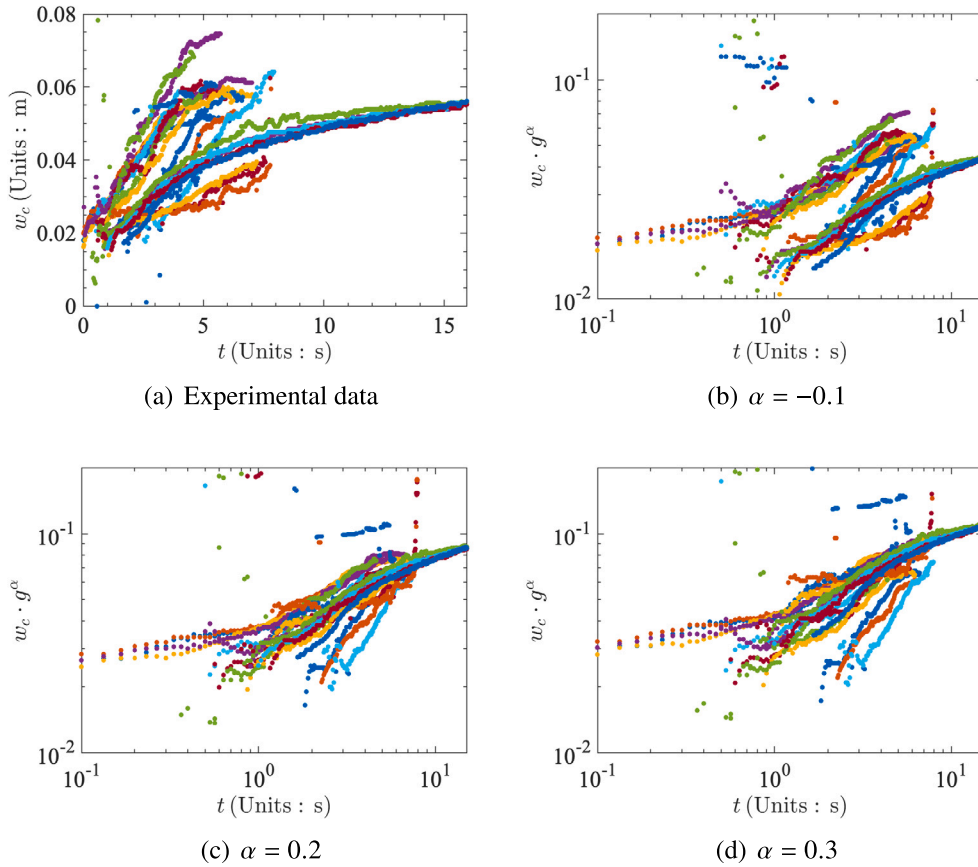 0.08
0.06
0.04
0.02
0
w_c (Units : m)
0 5 10 15
t (Units : s)
(a) Experimental data
10^{-1}
10^{-2}
w_c · g^α
10^{-1} 10^0 10^1
t (Units : s)
(b) α = −0.1
10^{-1}
10^{-2}
w_c · g^α
10^{-1} 10^0 10^1
t (Units : s)
(c) α = 0.2
10^{-1}
10^{-2}
w_c · g^α
10^{-1} 10^0 10^1
t (Units : s)
(d) α = 0.3